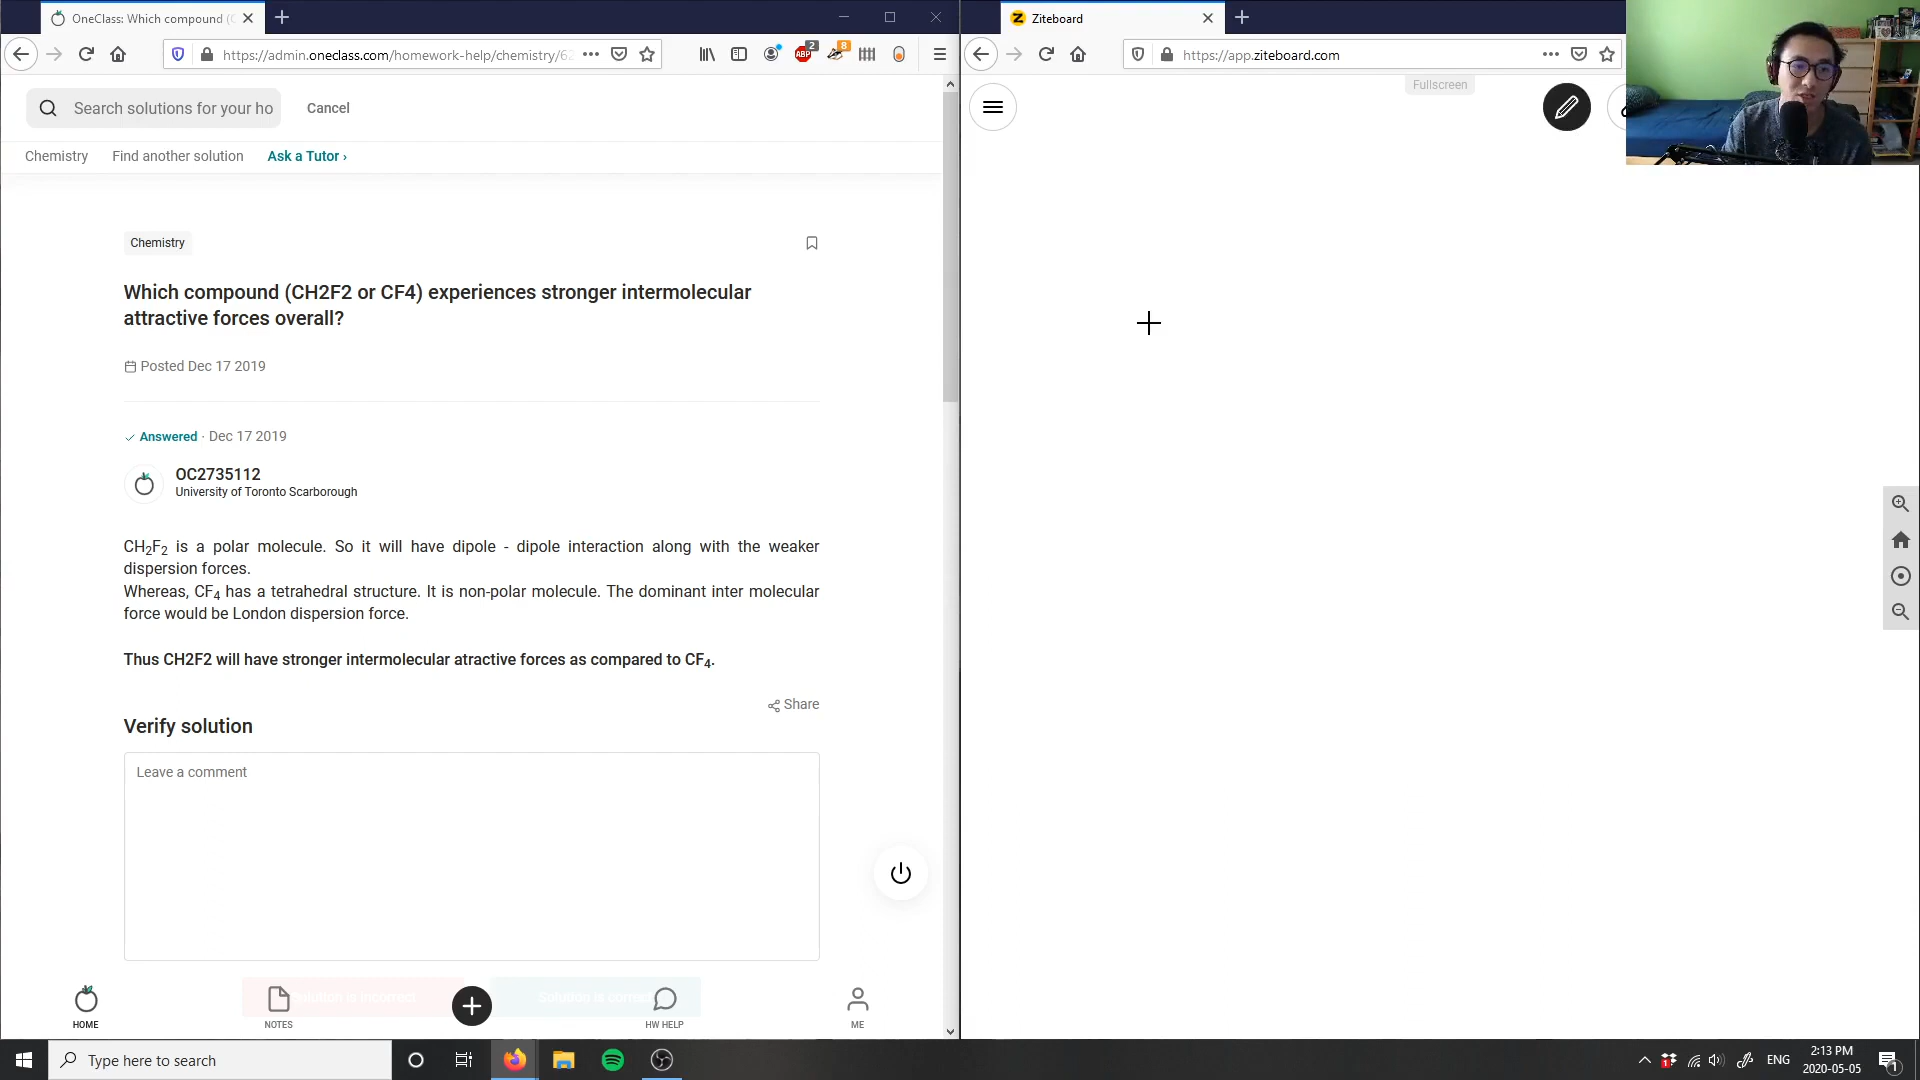 OneClass: Which compound (
https://admin.oneclass.com/homework-help/chemistry/62
ABP
2
8
Search solutions for your ho
Cancel
Chemistry
Find another solution
Ask a Tutor ›
Chemistry
Which compound (CH2F2 or CF4) experiences stronger intermolecular
attractive forces overall?
Posted Dec 17 2019
Answered · Dec 17 2019
OC2735112
University of Toronto Scarborough
CH₂F₂ is a polar molecule. So it will have dipole - dipole interaction along with the weaker
dispersion forces.
Whereas, CF₄ has a tetrahedral structure. It is non-polar molecule. The dominant inter molecular
force would be London dispersion force.
Thus CH2F2 will have stronger intermolecular atractive forces as compared to CF₄.
Share
Verify solution
Leave a comment
HOME
NOTES
HW HELP
ME
Ziteboard
https://app.ziteboard.com
Fullscreen
Type here to search
ENG
2:13 PM
2020-05-05
1